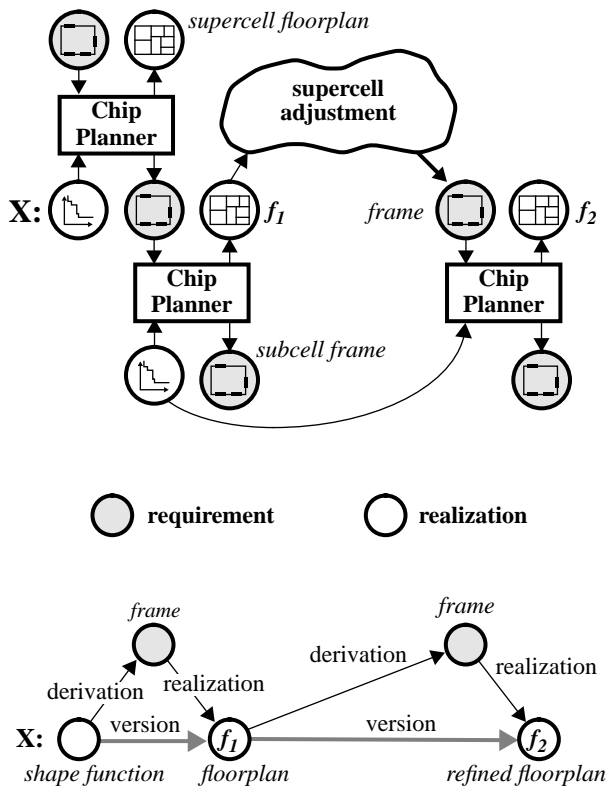 supercell floorplan
supercell
adjustment
Chip
Planner
X:
f1
frame
f2
Chip
Planner
Chip
Planner
subcell frame
requirement
realization
frame
frame
derivation
realization
derivation
realization
version
version
X:
f1
f2
shape function
floorplan
refined floorplan